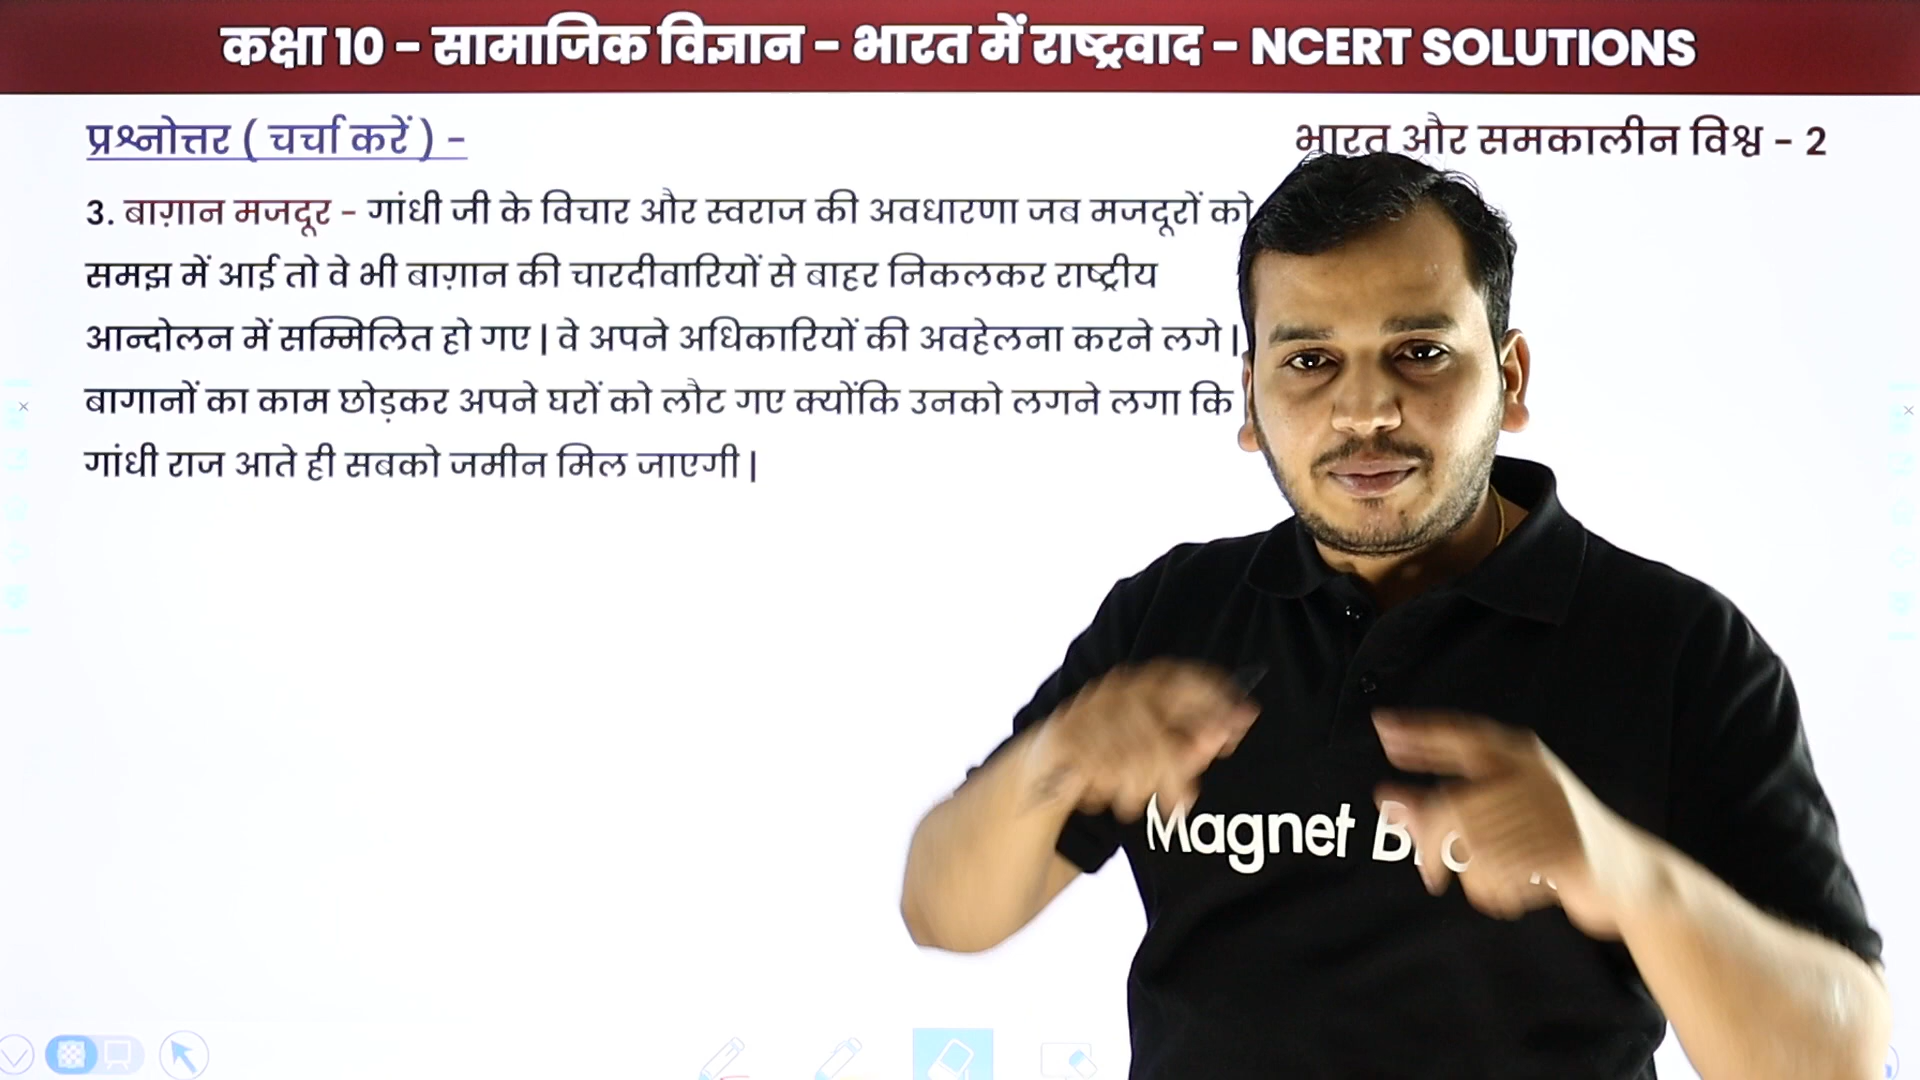 कक्षा 10 - सामाजिक विज्ञान - भारत में राष्ट्रवाद - NCERT SOLUTIONS
प्रश्नोत्तर ( चर्चा करें ) -
भारत और समकालीन विश्व - 2
3. बाग़ान मजदूर - गांधी जी के विचार और स्वराज की अवधारणा जब मजदूरों को
समझ में आई तो वे भी बाग़ान की चारदीवारियों से बाहर निकलकर राष्ट्रीय
आन्दोलन में सम्मिलित हो गए | वे अपने अधिकारियों की अवहेलना करने लगे |
बागानों का काम छोड़कर अपने घरों को लौट गए क्योंकि उनको लगने लगा कि
गांधी राज आते ही सबको जमीन मिल जाएगी |
Magnet